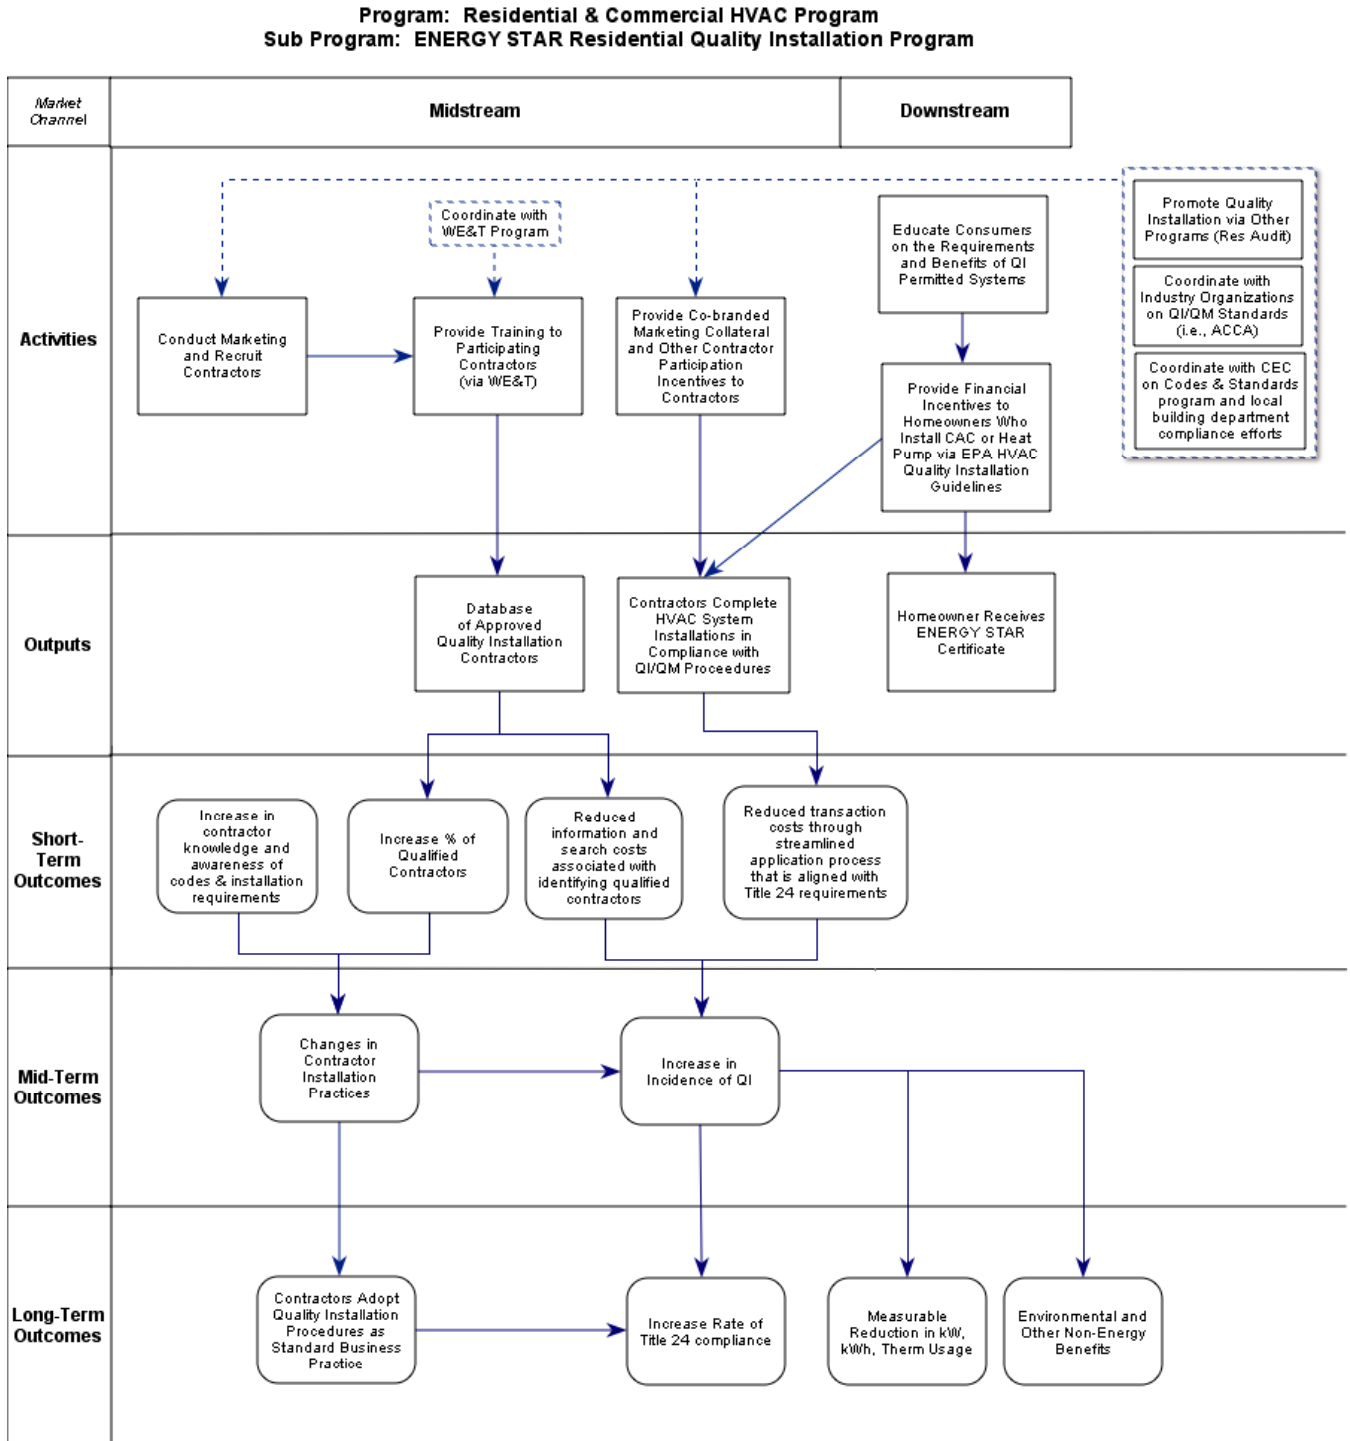 Program: Residential & Commercial HVAC Program
Sub Program: ENERGY STAR Residential Quality Installation Program
Market
Channel
Midstream
Downstream
Activities
Coordinate with
WE&T Program
Conduct Marketing
and Recruit
Contractors
Provide Training to
Participating
Contractors
(via WE&T)
Provide Co-branded
Marketing Collateral
and Other Contractor
Participation
Incentives to
Contractors
Educate Consumers
on the Requirements
and Benefits of QI
Permitted Systems
Provide Financial
Incentives to
Homeowners Who
Install CAC or Heat
Pump via EPA HVAC
Quality Installation
Guidelines
Promote Quality
Installation via Other
Programs (Res Audit)
Coordinate with
Industry Organizations
on QI/QM Standards
(i.e., ACCA)
Coordinate with CEC
on Codes & Standards
program and local
building department
compliance efforts
Outputs
Database
of Approved
Quality Installation
Contractors
Contractors Complete
HVAC System
Installations in
Compliance with
QI/QM Proceedures
Homeowner Receives
ENERGY STAR
Certificate
Short-
Term
Outcomes
Increase in
contractor
knowledge and
awareness of
codes & installation
requirements
Increase % of
Qualified
Contractors
Reduced
information and
search costs
associated with
identifying qualified
contractors
Reduced transaction
costs through
streamlined
application process
that is aligned with
Title 24 requirements
Mid-Term
Outcomes
Changes in
Contractor
Installation
Practices
Increase in
Incidence of QI
Long-Term
Outcomes
Contractors Adopt
Quality Installation
Procedures as
Standard Business
Practice
Increase Rate of
Title 24 compliance
Measurable
Reduction in kW,
kWh, Therm Usage
Environmental and
Other Non-Energy
Benefits